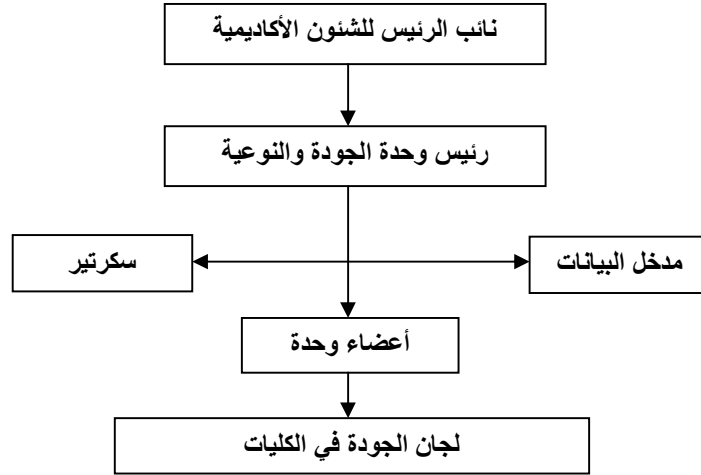 نائب الرئيس للشئون الأكاديمية
رئيس وحدة الجودة والنوعية
مدخل البيانات
سكرتير
أعضاء وحدة
لجان الجودة في الكليات